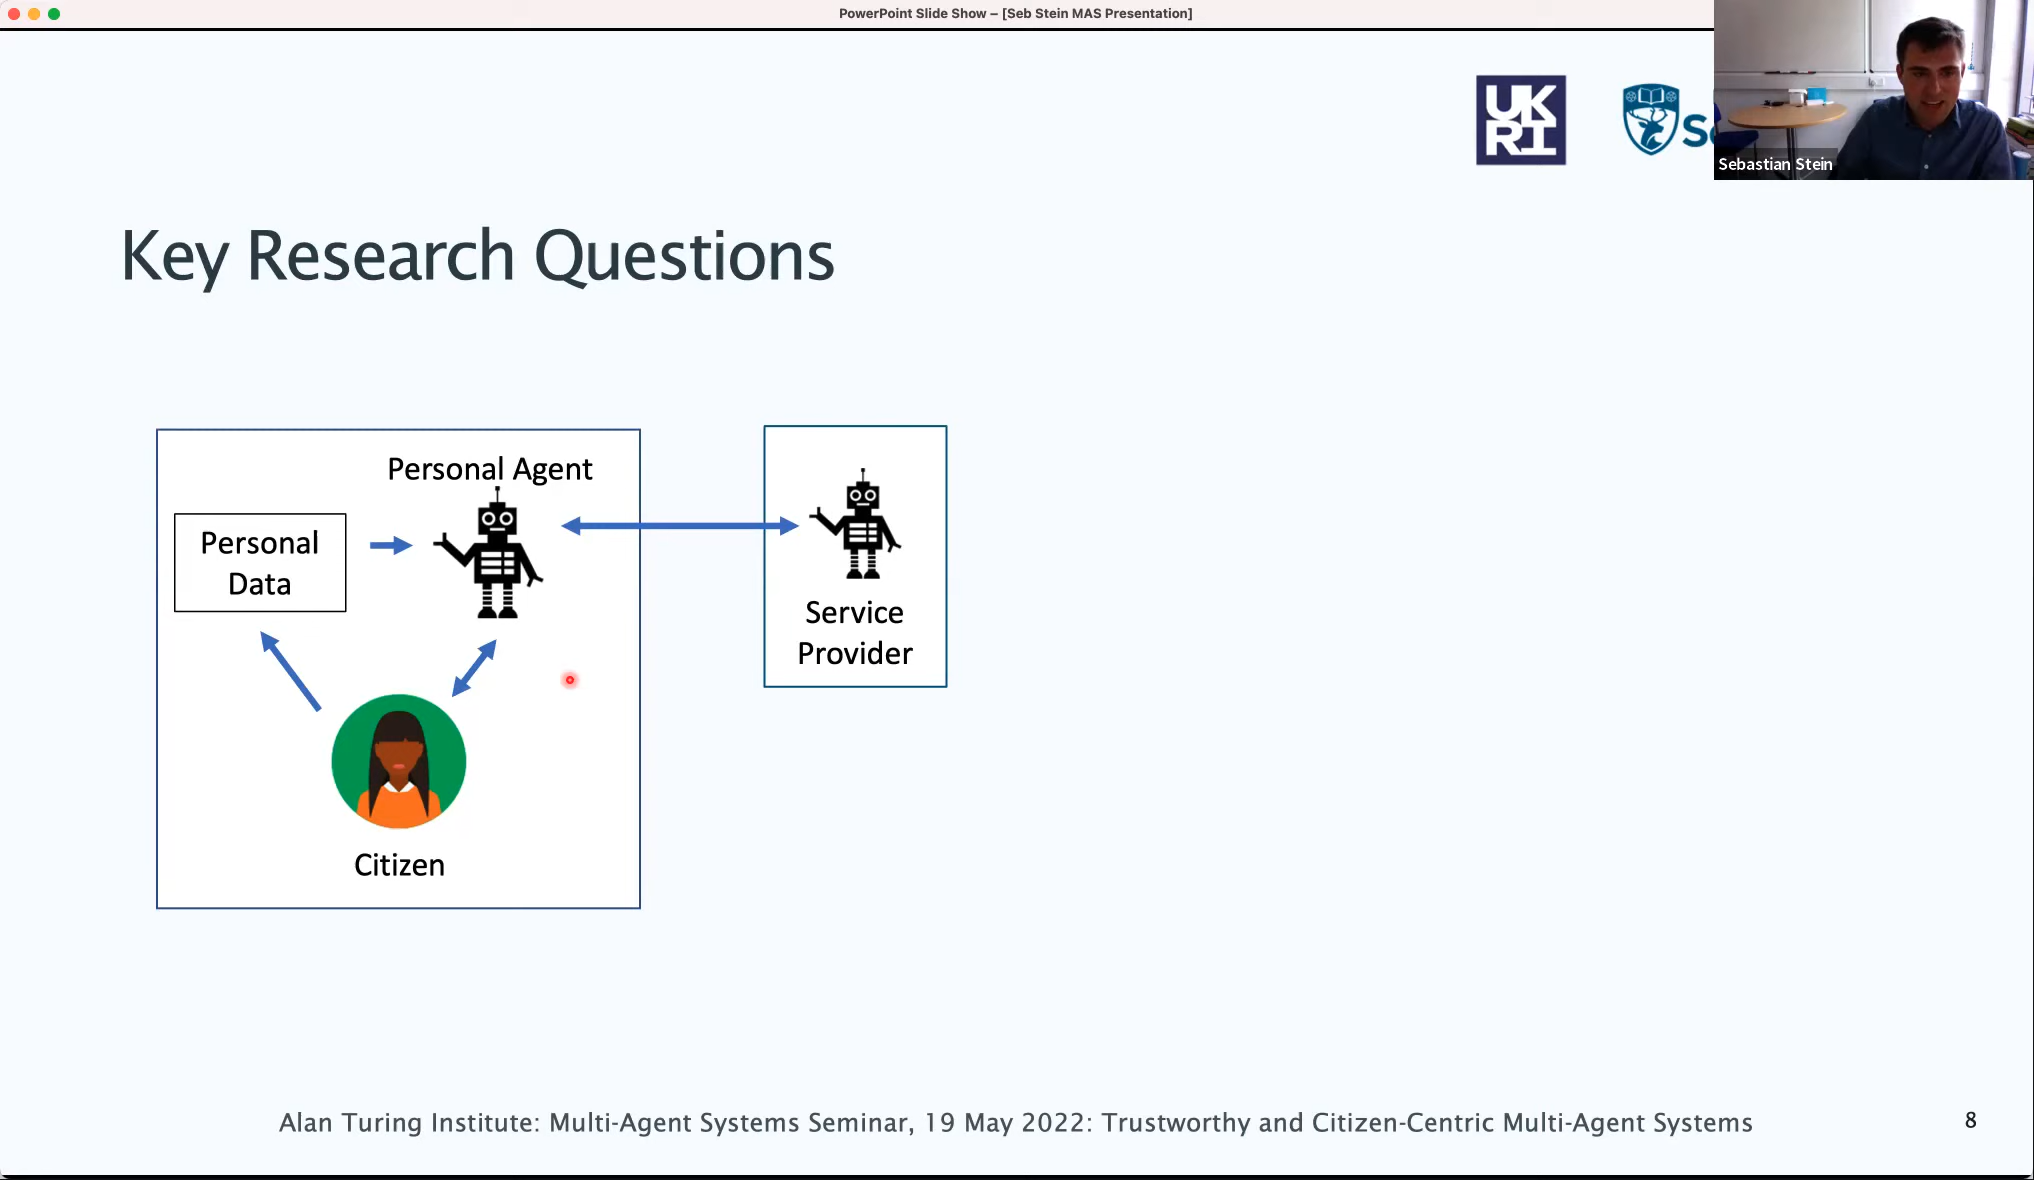 PowerPoint Slide Show – [Seb Stein MAS Presentation]
UK
RI
Sebastian Stein
Key Research Questions
Personal Agent
Personal
Data
Citizen
Service
Provider
Alan Turing Institute: Multi-Agent Systems Seminar, 19 May 2022: Trustworthy and Citizen-Centric Multi-Agent Systems
8